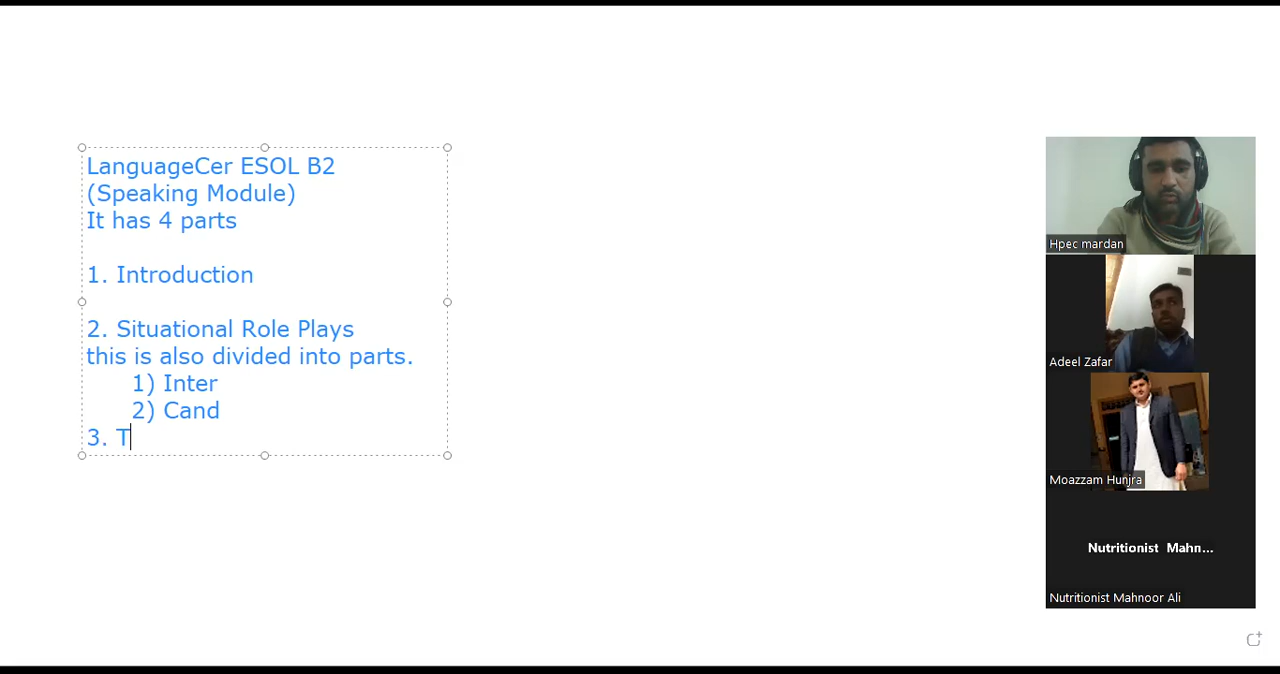 LanguageCer ESOL B2
(Speaking Module)
It has 4 parts
1. Introduction
2. Situational Role Plays
this is also divided into parts.
1) Inter
2) Cand
3. T
Hpec mardan
Adeel Zafar
Moazzam Hunjra
Nutritionist Mahn...
Nutritionist Mahnoor Ali